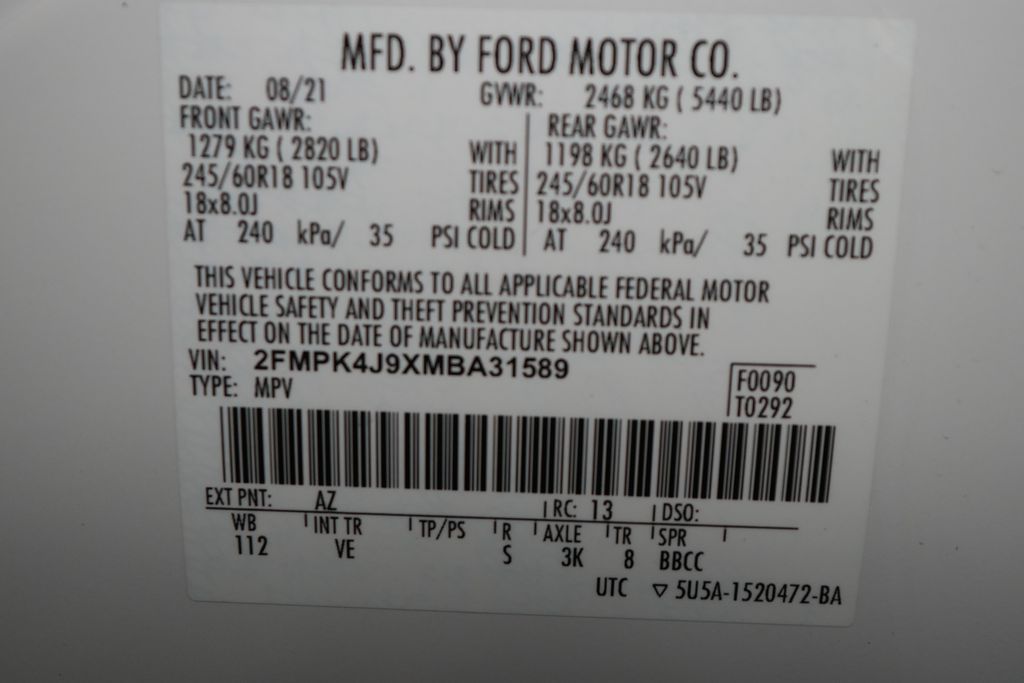 MFD. BY FORD MOTOR CO.
DATE: 08/21 GVWR: 2468 KG ( 5440 LB)
FRONT GAWR: REAR GAWR:
1279 KG ( 2820 LB) WITH 1198 KG ( 2640 LB) WITH
245/60R18 105V TIRES 245/60R18 105V TIRES
18x8.0J RIMS 18x8.0J RIMS
AT 240 kPa/ 35 PSI COLD AT 240 kPa/ 35 PSI COLD
THIS VEHICLE CONFORMS TO ALL APPLICABLE FEDERAL MOTOR
VEHICLE SAFETY AND THEFT PREVENTION STANDARDS IN
EFFECT ON THE DATE OF MANUFACTURE SHOWN ABOVE.
VIN: 2FMPK4J9XMBA31589
TYPE: MPV
F0090
T0292
EXT PNT: AZ RC: 13 DSO:
WB INT TR TP/PS R AXLE TR SPR
112 VE S 3K 8 BBCC
UTC ▽ 5U5A-1520472-BA